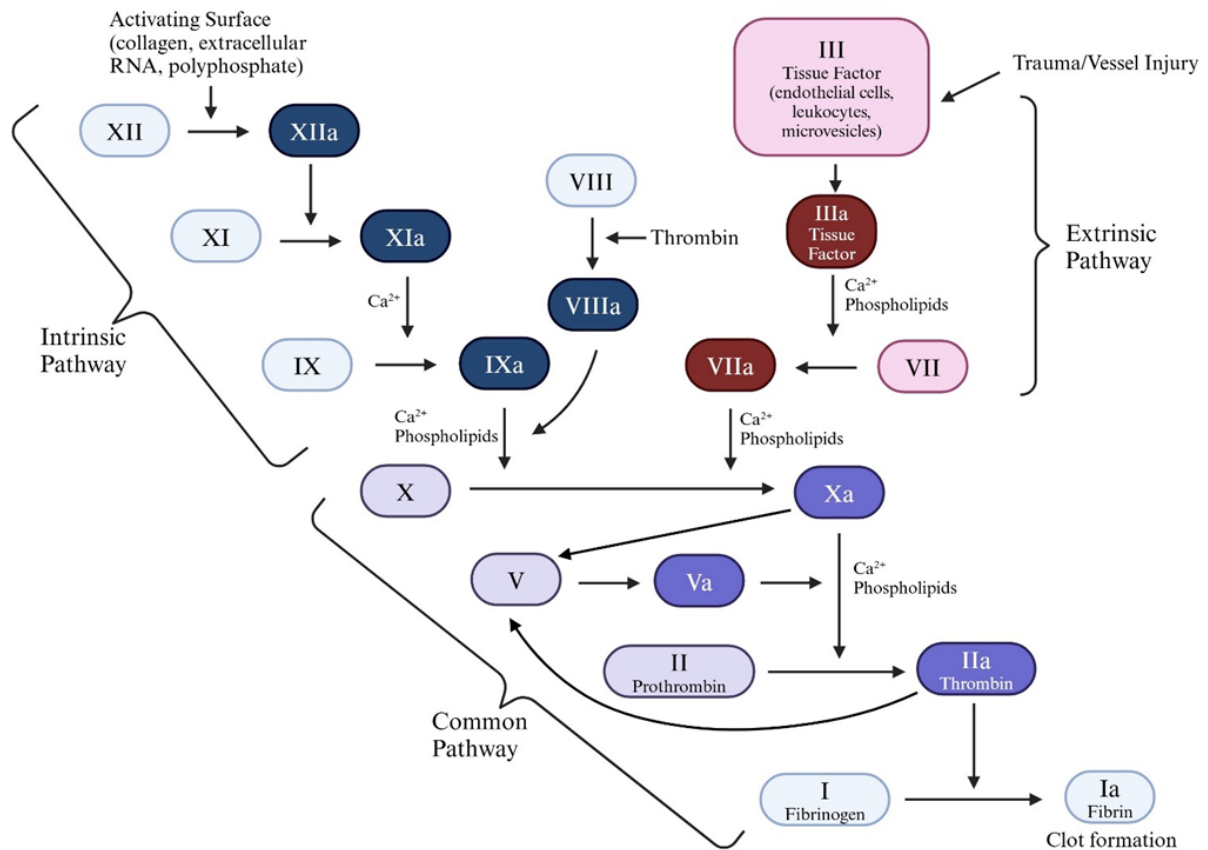 Activating Surface
(collagen, extracellular
RNA, polyphosphate)
III
Tissue Factor
(endothelial cells,
leukocytes,
microvesicles)
Trauma/Vessel Injury
XII
XIIa
VIII
XI
XIa
Thrombin
IIIa
Tissue
Factor
Extrinsic
Pathway
Ca²⁺
VIIIa
Ca²⁺
Phospholipids
Intrinsic
Pathway
IX
IXa
VIIa
VII
Ca²⁺
Phospholipids
Ca²⁺
Phospholipids
X
Xa
V
Va
Ca²⁺
Phospholipids
II
Prothrombin
IIa
Thrombin
Common
Pathway
I
Fibrinogen
Ia
Fibrin
Clot formation